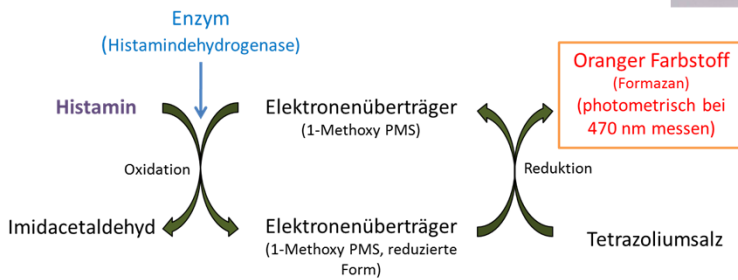 Enzym
(Histamindehydrogenase)
Oranger Farbstoff
(Formazan)
(photometrisch bei
470 nm messen)
Histamin
Elektronenüberträger
(1-Methoxy PMS)
Oxidation
Reduktion
Imidacetaldehyd
Elektronenüberträger
(1-Methoxy PMS, reduzierte
Form)
Tetrazoliumsalz